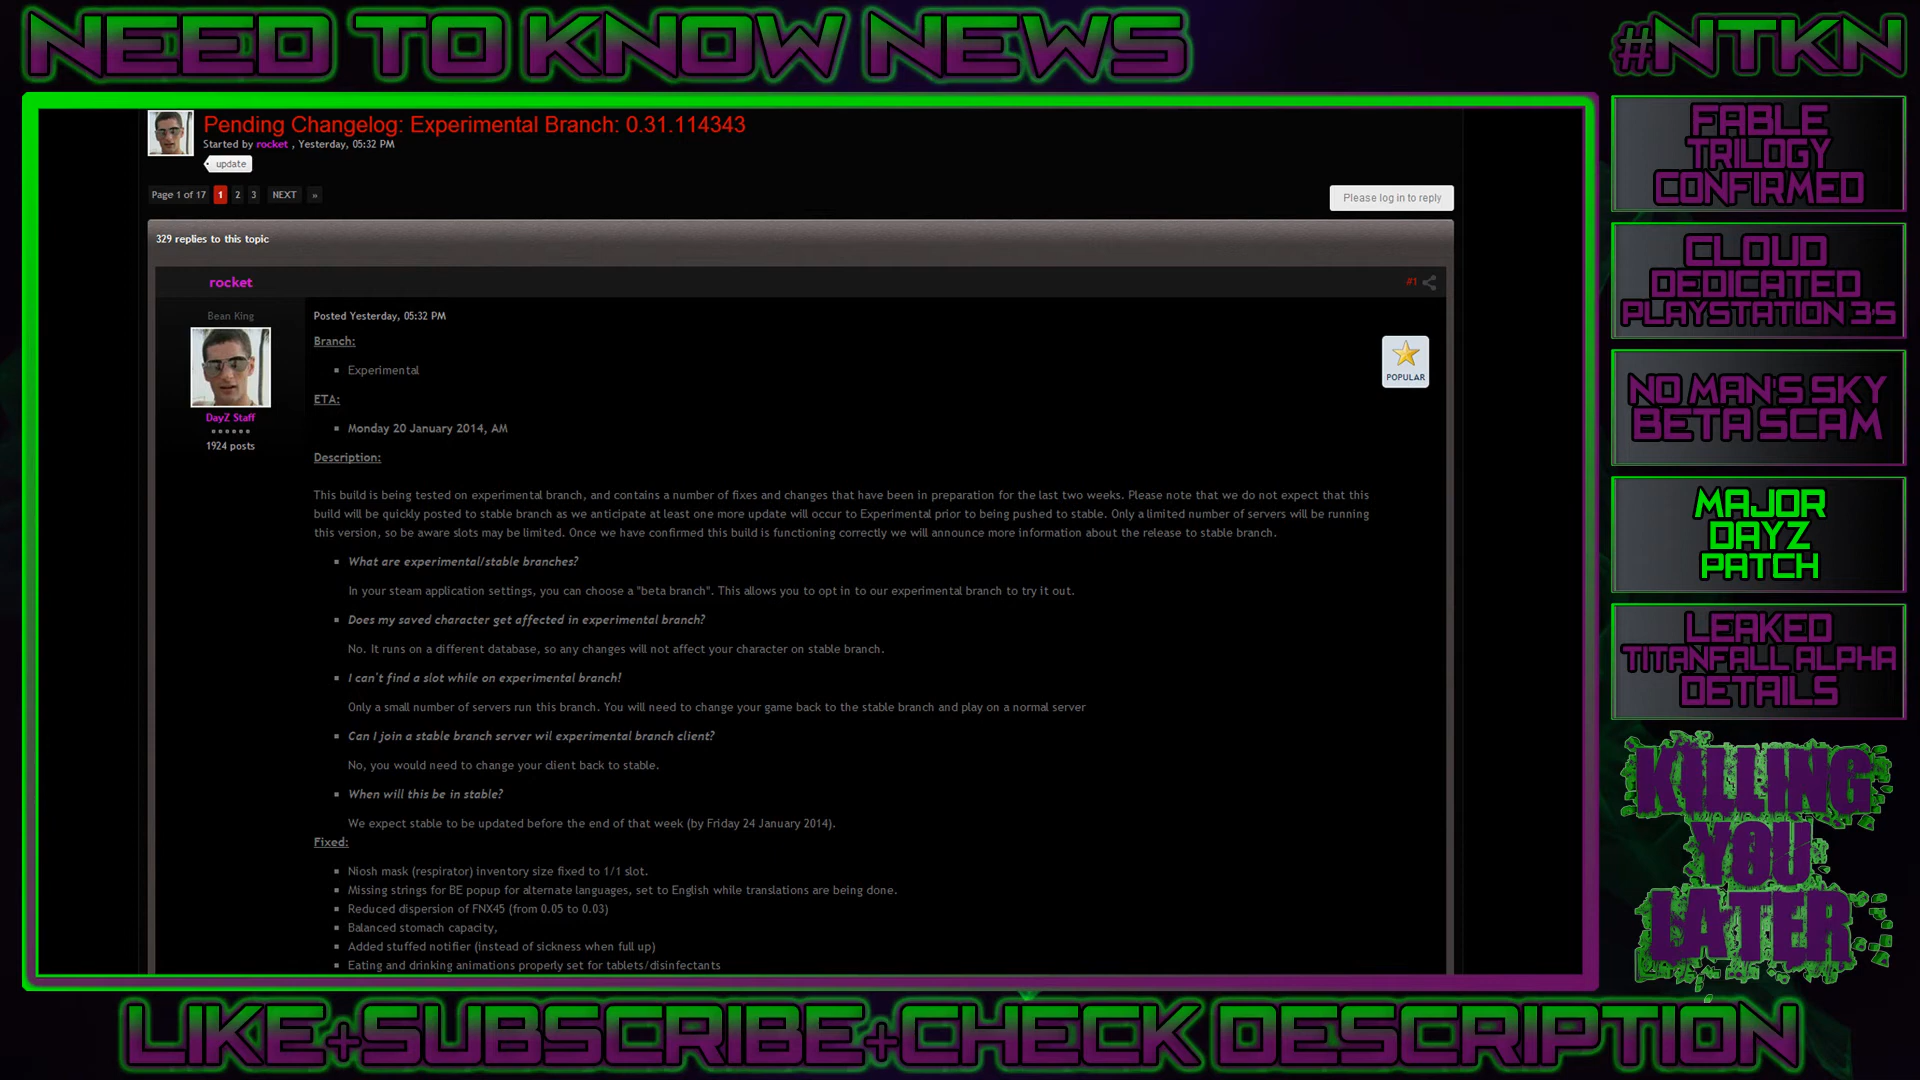 NEED TO KNOW NEWS
#NTKN
Pending Changelog: Experimental Branch: 0.31.114343
Started by rocket , Yesterday, 05:32 PM
update
Page 1 of 17 1 2 3 NEXT »
Please log in to reply
329 replies to this topic
rocket
#1
Bean King
DayZ Staff
1924 posts
Posted Yesterday, 05:32 PM
POPULAR
Branch:
Experimental
ETA:
Monday 20 January 2014, AM
Description:
This build is being tested on experimental branch, and contains a number of fixes and changes that have been in preparation for the last two weeks. Please note that we do not expect that this
build will be quickly posted to stable branch as we anticipate at least one more update will occur to Experimental prior to being pushed to stable. Only a limited number of servers will be running
this version, so be aware slots may be limited. Once we have confirmed this build is functioning correctly we will announce more information about the release to stable branch.
What are experimental/stable branches?
In your steam application settings, you can choose a "beta branch". This allows you to opt in to our experimental branch to try it out.
Does my saved character get affected in experimental branch?
No. It runs on a different database, so any changes will not affect your character on stable branch.
I can't find a slot while on experimental branch!
Only a small number of servers run this branch. You will need to change your game back to the stable branch and play on a normal server
Can I join a stable branch server wil experimental branch client?
No, you would need to change your client back to stable.
When will this be in stable?
We expect stable to be updated before the end of that week (by Friday 24 January 2014).
Fixed:
Niosh mask (respirator) inventory size fixed to 1/1 slot.
Missing strings for BE popup for alternate languages, set to English while translations are being done.
Reduced dispersion of FNX45 (from 0.05 to 0.03)
Balanced stomach capacity,
Added stuffed notifier (instead of sickness when full up)
Eating and drinking animations properly set for tablets/disinfectants
FABLE
TRILOGY
CONFIRMED
CLOUD
DEDICATED
PLAYSTATION 3'S
NO MAN'S SKY
BETA SCAM
MAJOR
DAYZ
PATCH
LEAKED
TITANFALL ALPHA
DETAILS
KILLING
YOU
LATER
LIKE+SUBSCRIBE+CHECK DESCRIPTION